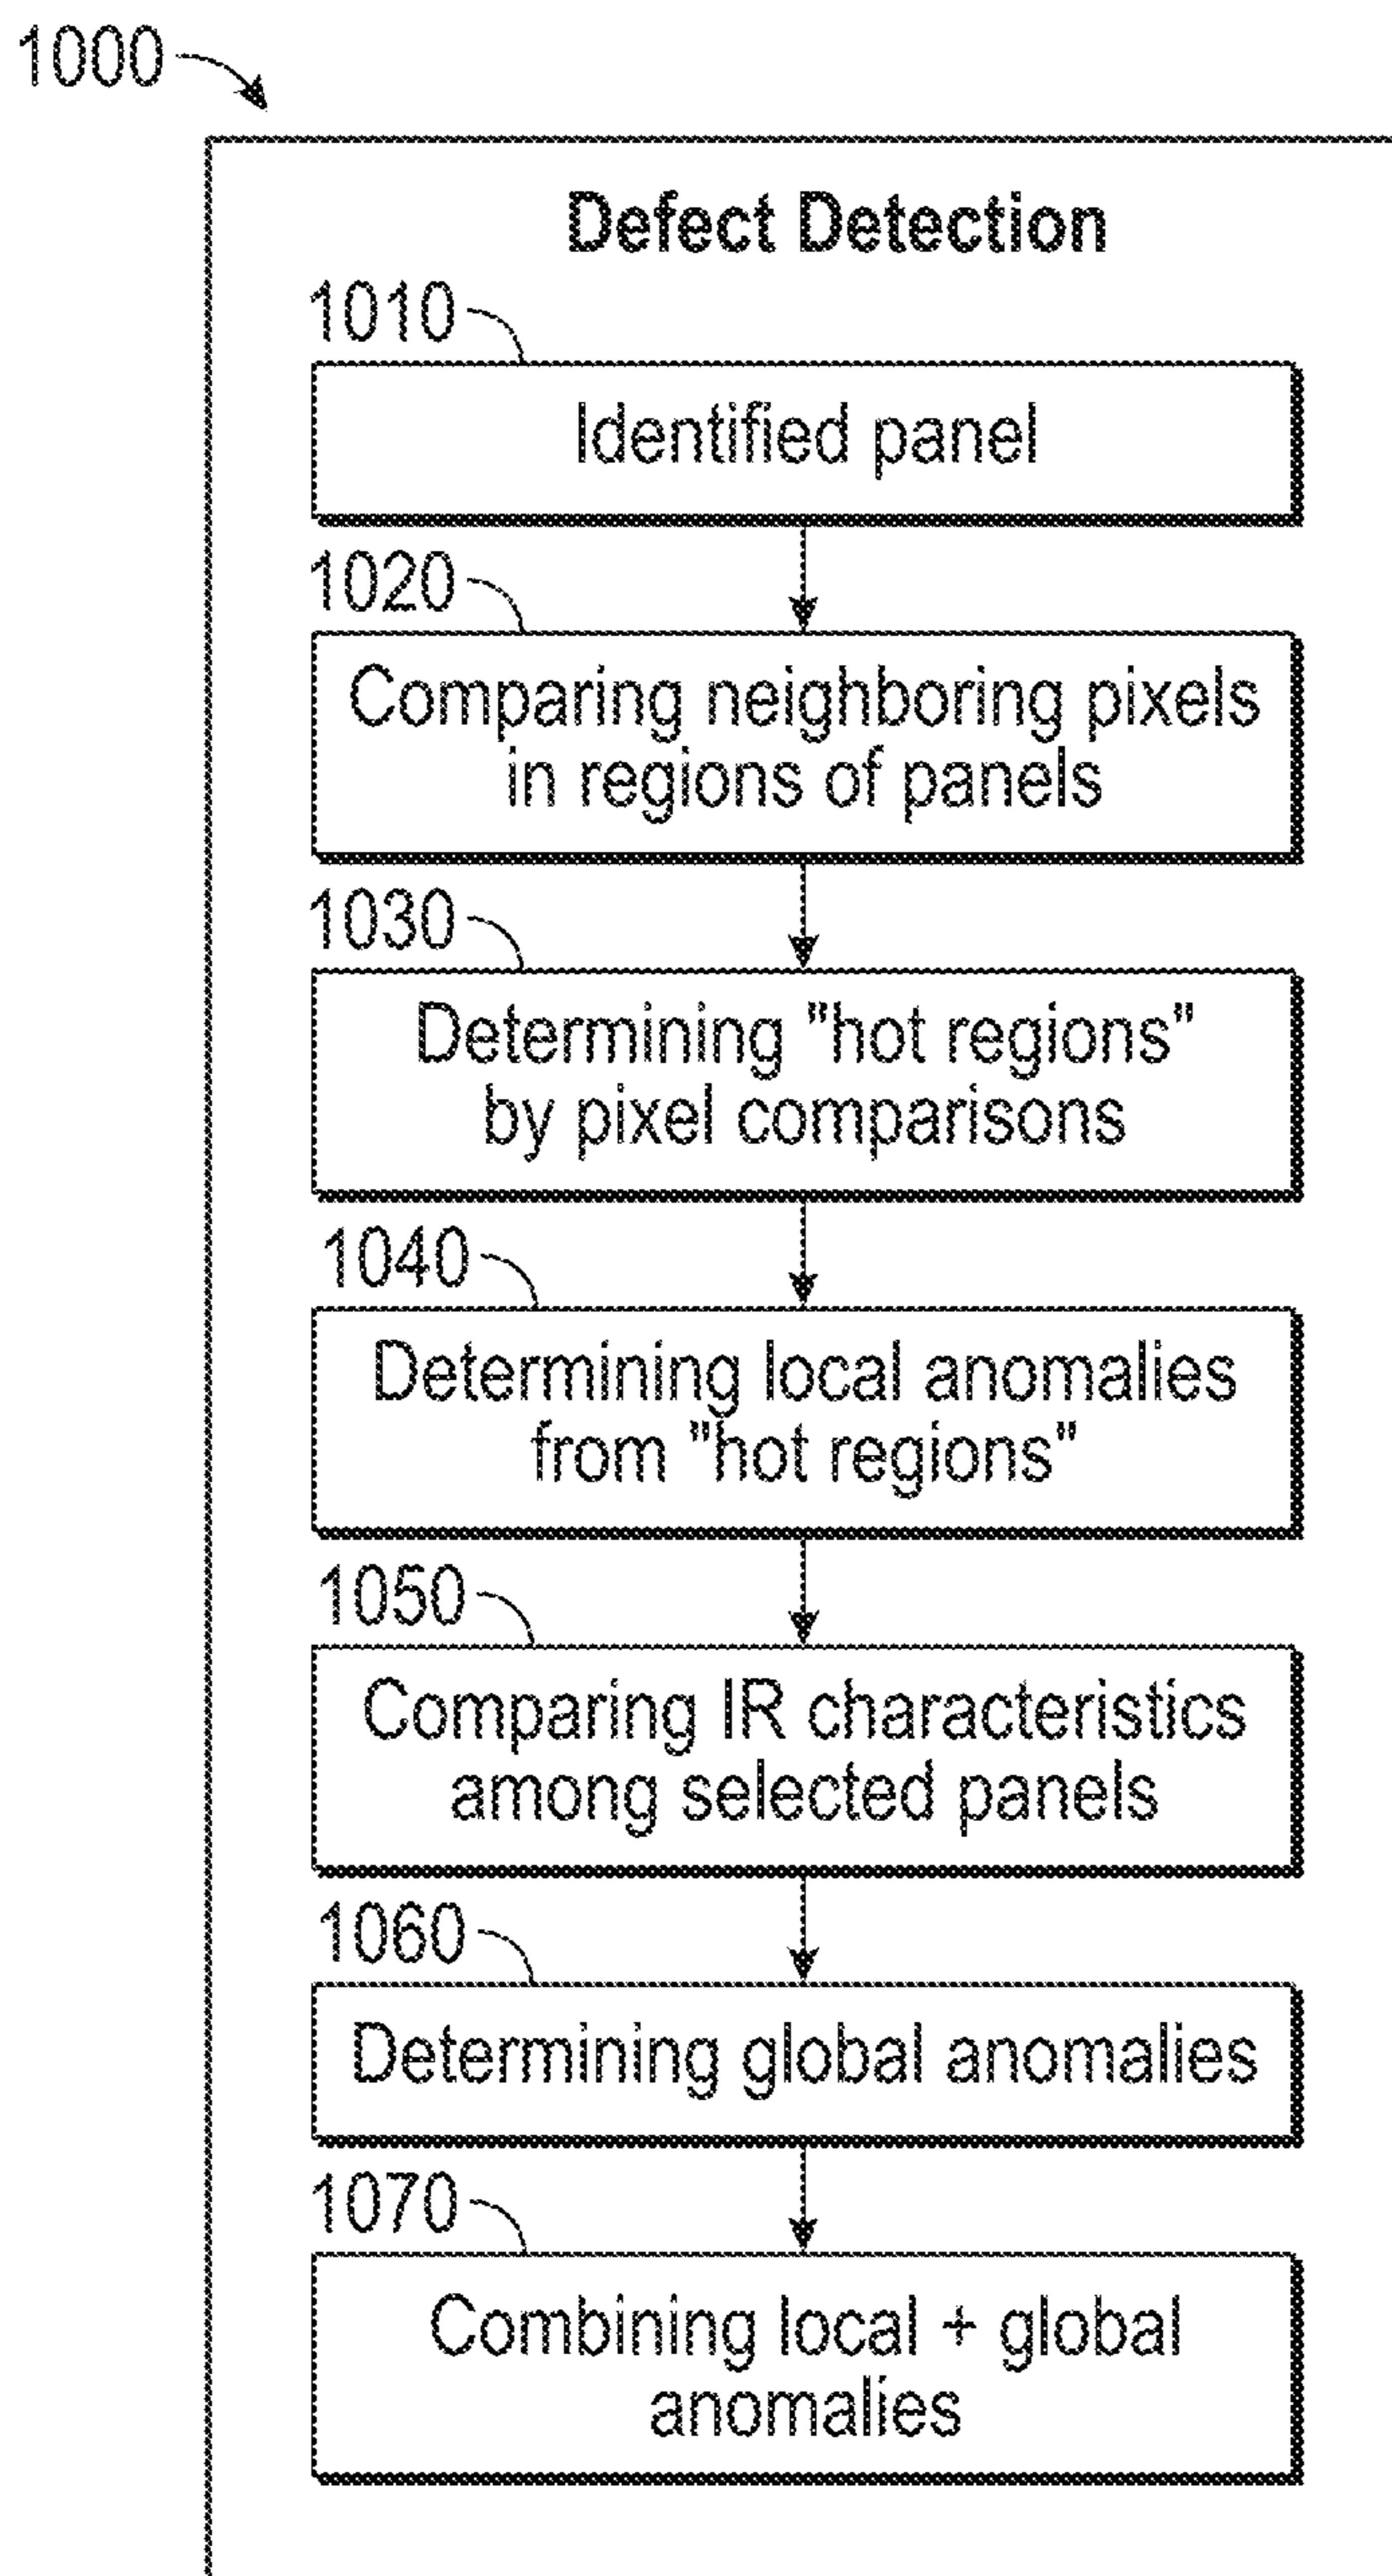 1000
Defect Detection
1010
Identified panel
1020
Comparing neighboring pixels
in regions of panels
1030
Determining "hot regions"
by pixel comparisons
1040
Determining local anomalies
from "hot regions"
1050
Comparing IR characteristics
among selected panels
1060
Determining global anomalies
1070
Combining local + global
anomalies